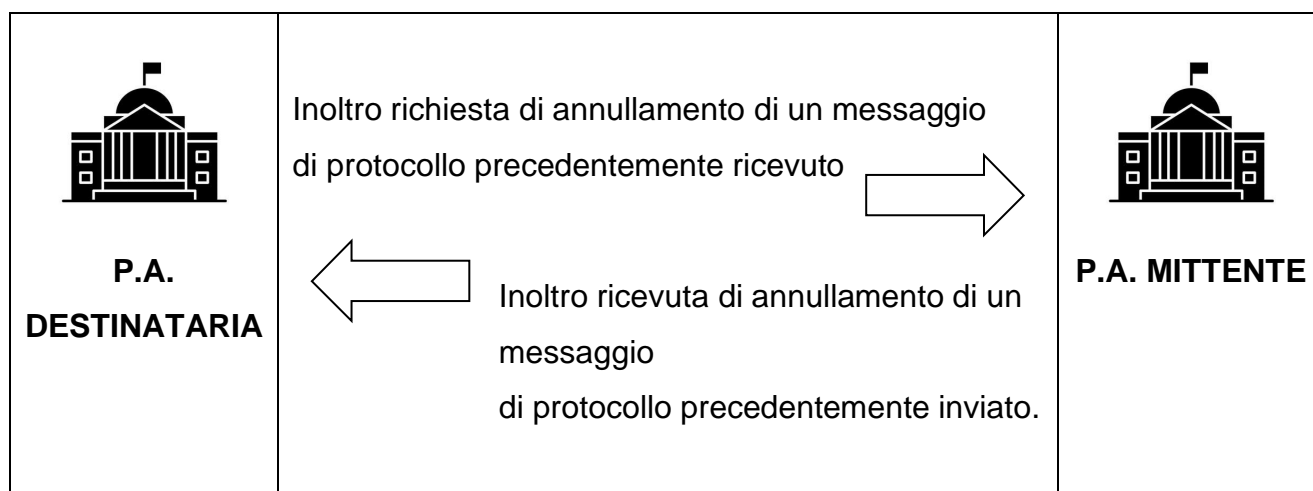 P.A.
DESTINATARIA
Inoltro richiesta di annullamento di un messaggio
di protocollo precedentemente ricevuto
Inoltro ricevuta di annullamento di un
messaggio
di protocollo precedentemente inviato.
P.A. MITTENTE